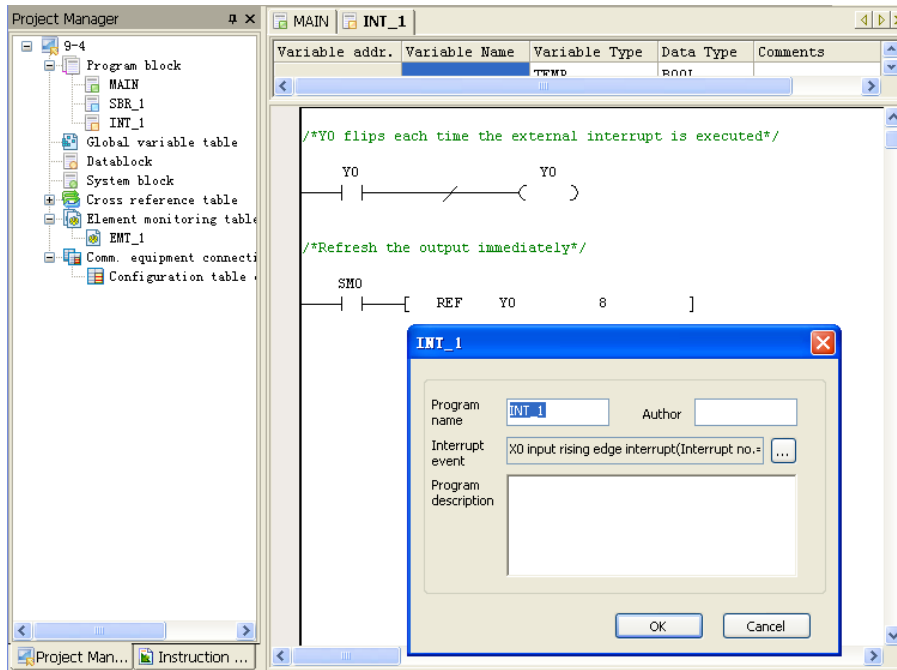 Project Manager
9-4
Program block
MAIN
SBR_1
INT_1
Global variable table
Datablock
System block
Cross reference table
Element monitoring table
EMT_1
Comm. equipment connecti
Configuration table
Project Man...
Instruction ...
MAIN
INT_1
Variable addr. Variable Name Variable Type Data Type Comments
TEMP BOOL
/*Y0 flips each time the external interrupt is executed*/
Y0 Y0
/*Refresh the output immediately*/
SM0
[ REF Y0 8 ]
INT_1
Program name
INT_1
Author
Interrupt event
X0 input rising edge interrupt(Interrupt no.=
...
Program description
OK
Cancel